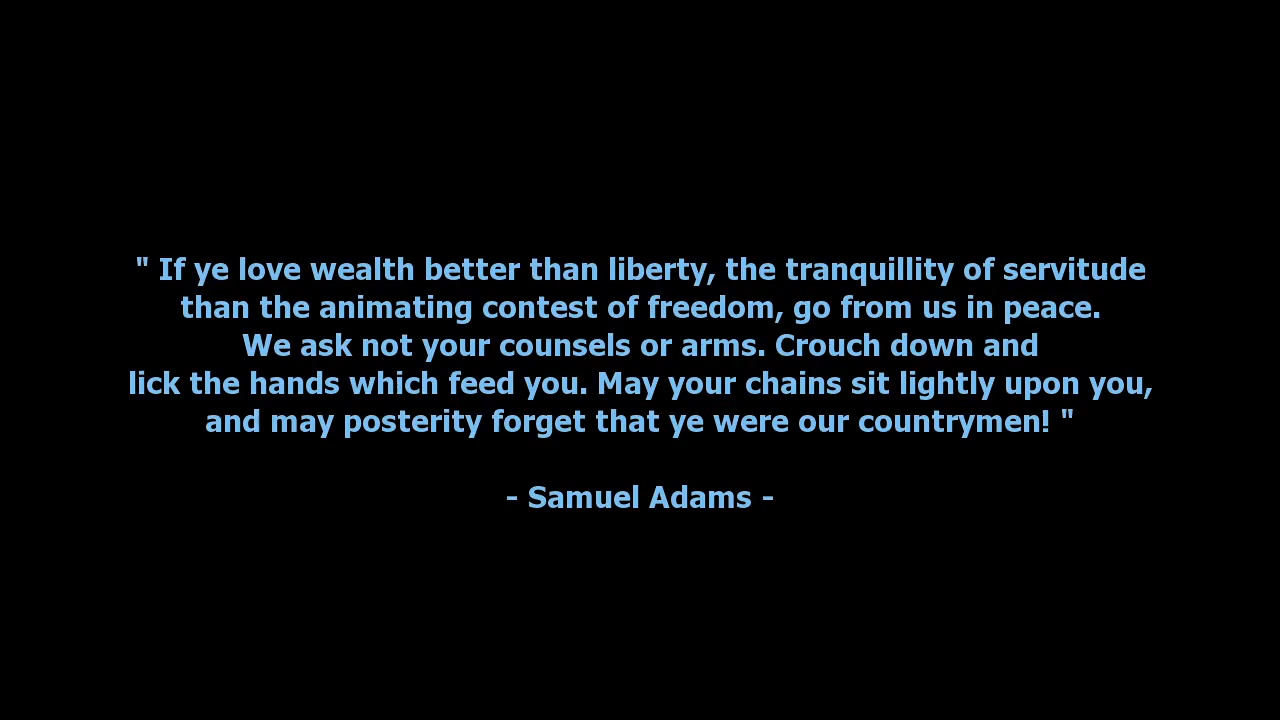 " If ye love wealth better than liberty, the tranquillity of servitude
than the animating contest of freedom, go from us in peace.
We ask not your counsels or arms. Crouch down and
lick the hands which feed you. May your chains sit lightly upon you,
and may posterity forget that ye were our countrymen! "
- Samuel Adams -